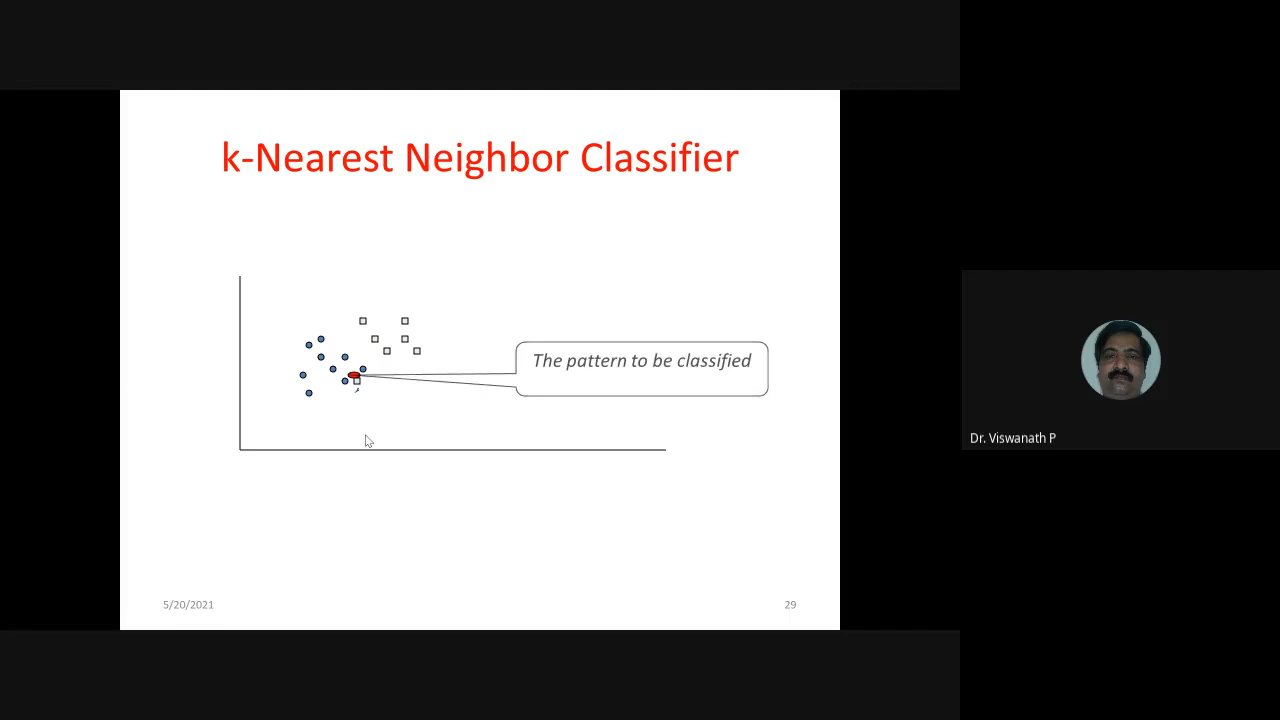 k-Nearest Neighbor Classifier
The pattern to be classified
Dr. Viswanath P
5/20/2021
29